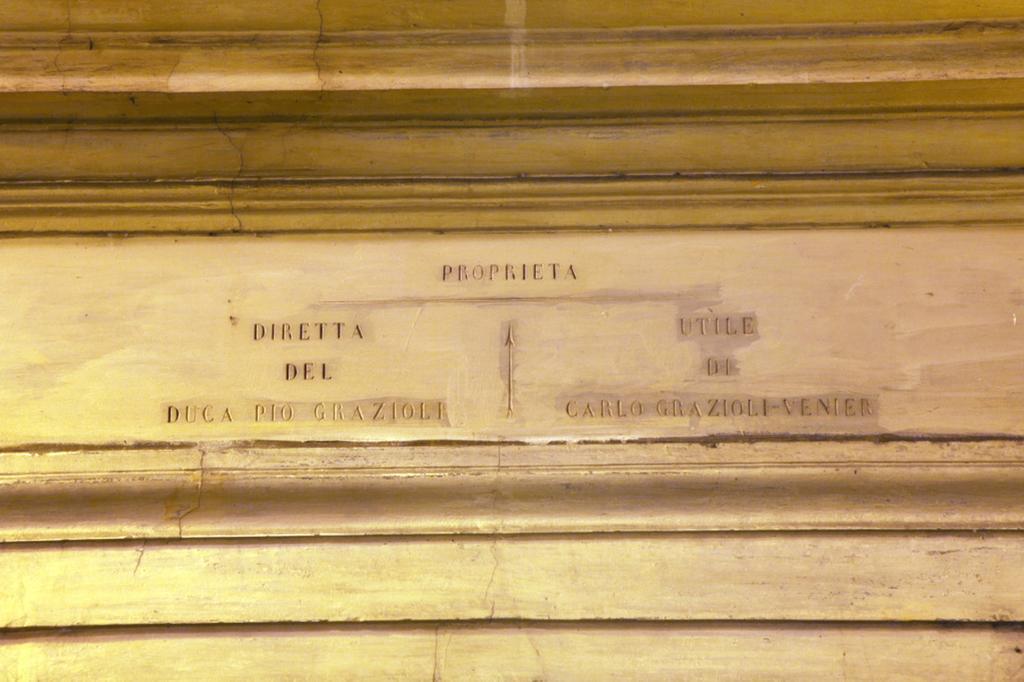 PROPRIETA
DIRETTA
DEL
DUCA PIO GRAZIOLI
UTILE
DI
CARLO GRAZIOLI-VENIER